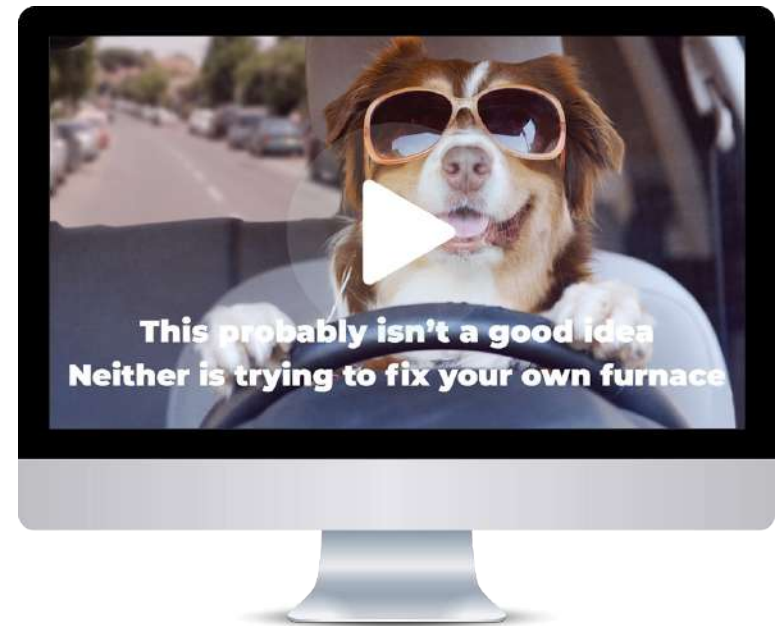 This probably isn’t a good idea
Neither is trying to fix your own furnace